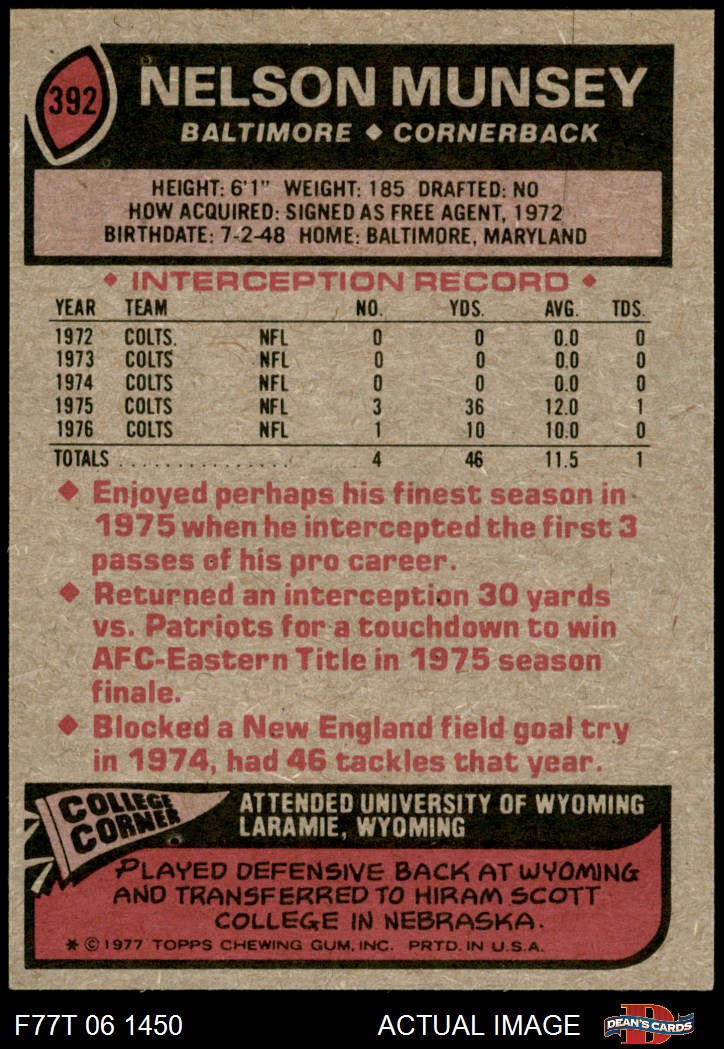 392
NELSON MUNSEY
BALTIMORE ◆ CORNERBACK
HEIGHT: 6'1" WEIGHT: 185 DRAFTED: NO
HOW ACQUIRED: SIGNED AS FREE AGENT, 1972
BIRTHDATE: 7-2-48 HOME: BALTIMORE, MARYLAND
◆ INTERCEPTION RECORD ◆
YEAR TEAM NO. YDS. AVG. TDS.
1972 COLTS. NFL 0 0 0.0 0
1973 COLTS NFL 0 0 0.0 0
1974 COLTS NFL 0 0 0.0 0
1975 COLTS NFL 3 36 12.0 1
1976 COLTS NFL 1 10 10.0 0
TOTALS . . . . . . . . . . . . . . . . 4 46 11.5 1
◆ Enjoyed perhaps his finest season in
1975 when he intercepted the first 3
passes of his pro career.
◆ Returned an interception 30 yards
vs. Patriots for a touchdown to win
AFC-Eastern Title in 1975 season
finale.
◆ Blocked a New England field goal try
in 1974, had 46 tackles that year.
COLLEGE
CORNER
ATTENDED UNIVERSITY OF WYOMING
LARAMIE, WYOMING
PLAYED DEFENSIVE BACK AT WYOMING
AND TRANSFERRED TO HIRAM SCOTT
COLLEGE IN NEBRASKA.
* © 1977 TOPPS CHEWING GUM, INC. PRTD. IN U.S.A.
F77T 06 1450 ACTUAL IMAGE
D
DEAN'S CARDS